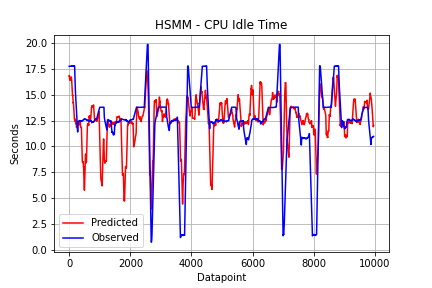 HSMM - CPU Idle Time
20.0
17.5
15.0
12.5
10.0
7.5
5.0
2.5
0.0
Seconds
Predicted
Observed
0 2000 4000 6000 8000 10000
Datapoint